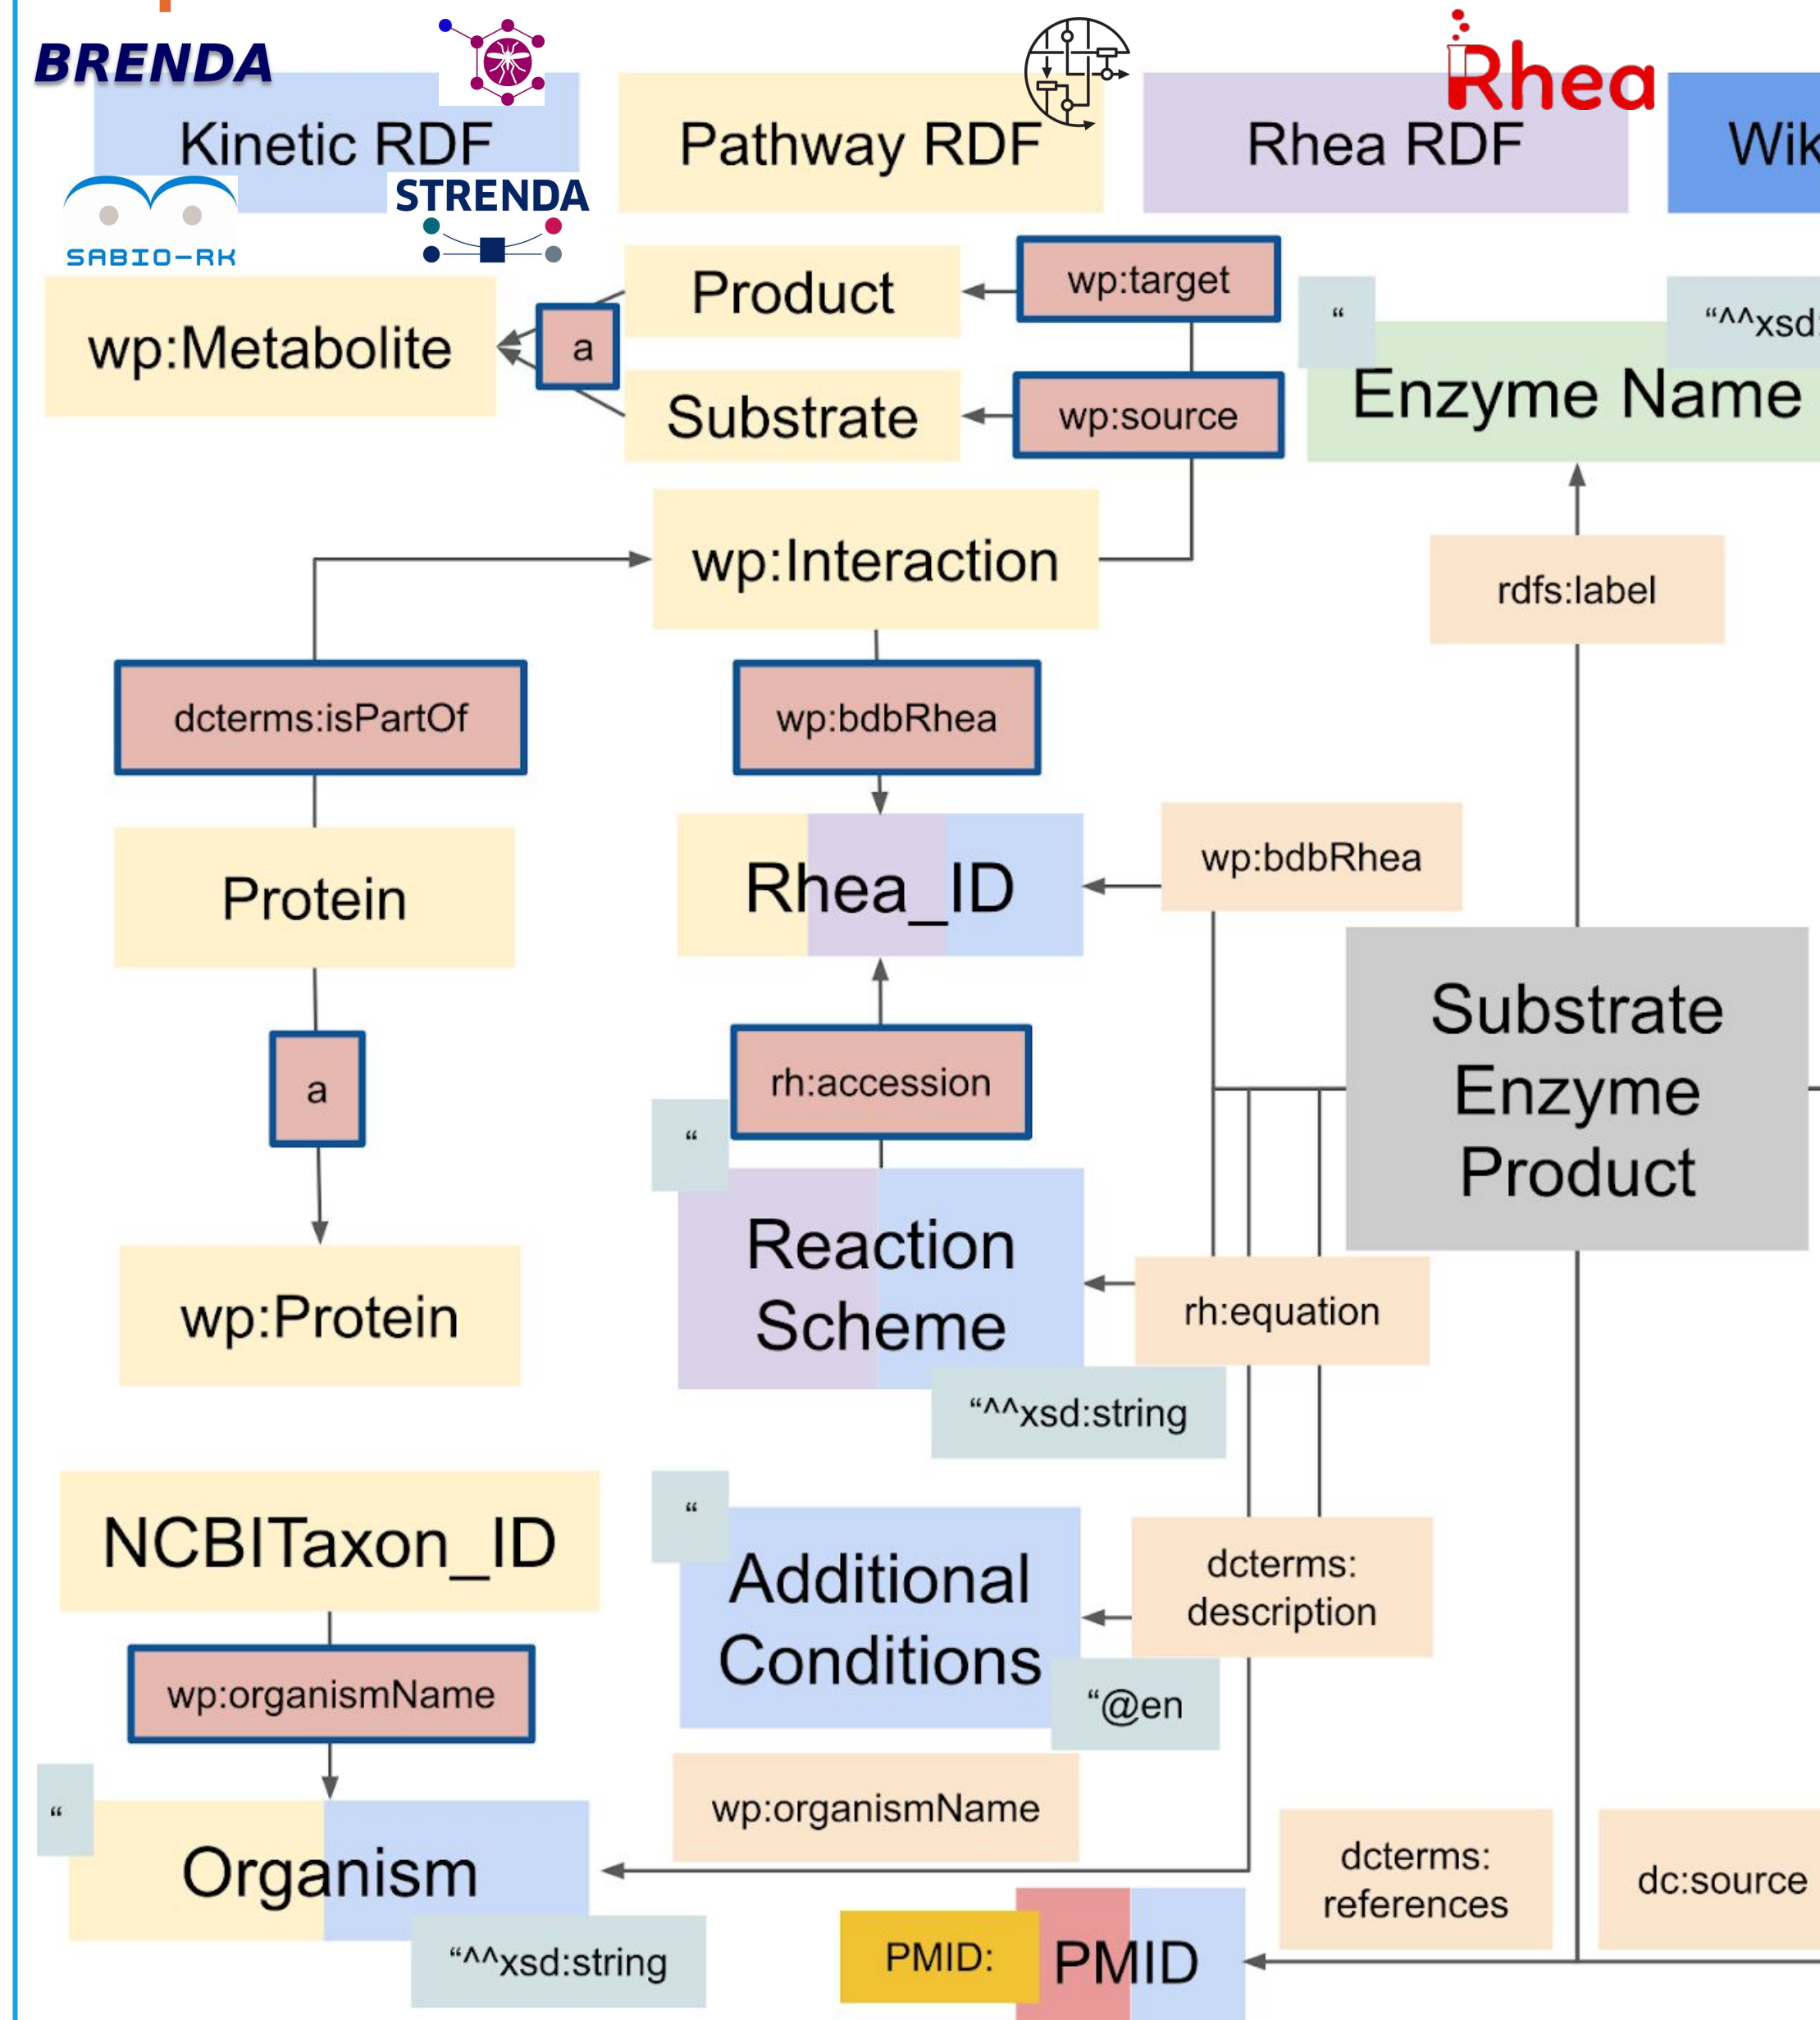 BRENDA
Rhea
Kinetic RDF
Pathway RDF
Rhea RDF
Wik
SABIO-RK
STRENDA
wp:Metabolite
a
Product
wp:target
Substrate
wp:source
“
“^^xsd:
Enzyme Name
wp:Interaction
rdfs:label
dcterms:isPartOf
wp:bdbRhea
Protein
Rhea_ID
wp:bdbRhea
a
rh:accession
Substrate
Enzyme
Product
“
Reaction
Scheme
rh:equation
“^^xsd:string
wp:Protein
NCBITaxon_ID
“
Additional
Conditions
dcterms:
description
“@en
wp:organismName
wp:organismName
“
Organism
“^^xsd:string
dcterms:
references
dc:source
PMID:
PMID